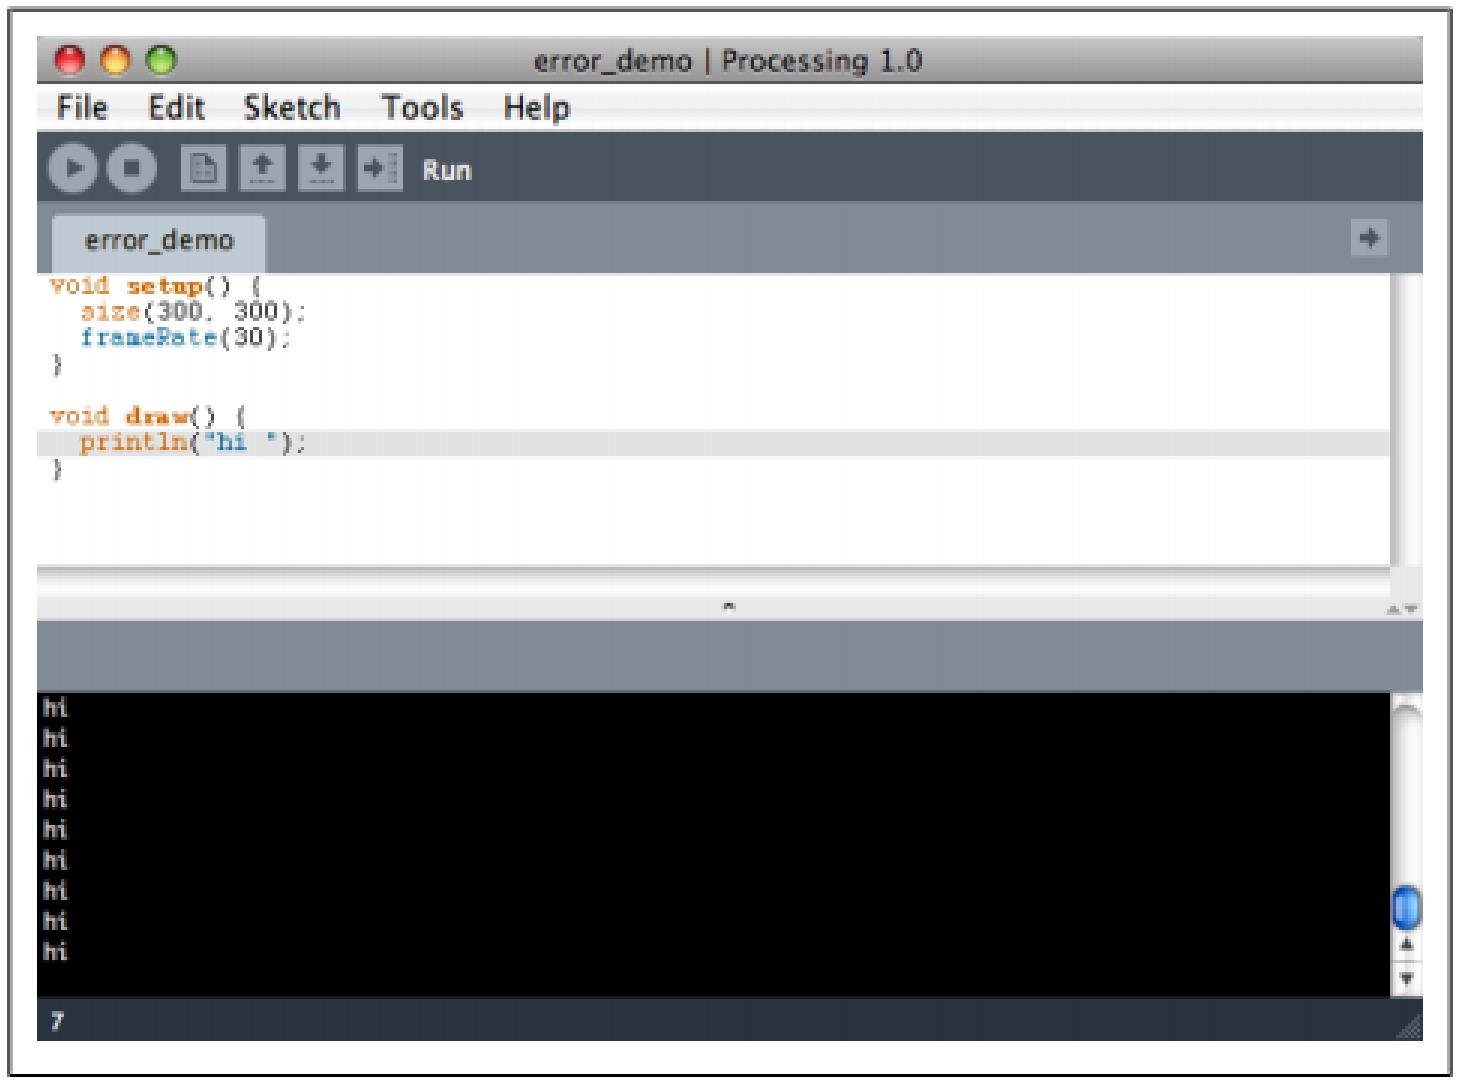 error_demo | Processing 1.0
File Edit Sketch Tools Help
Run
error_demo
void setup() {
  size(300, 300);
  frameRate(30);
}

void draw() {
  println("hi ");
}
hi
hi
hi
hi
hi
hi
hi
hi
hi
7